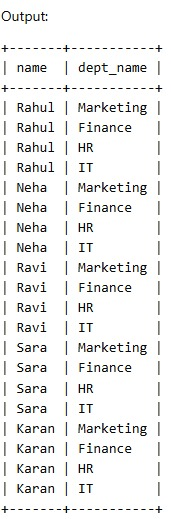 Output:
+-------+-----------+
| name  | dept_name |
+-------+-----------+
| Rahul | Marketing |
| Rahul | Finance   |
| Rahul | HR        |
| Rahul | IT        |
| Neha  | Marketing |
| Neha  | Finance   |
| Neha  | HR        |
| Neha  | IT        |
| Ravi  | Marketing |
| Ravi  | Finance   |
| Ravi  | HR        |
| Ravi  | IT        |
| Sara  | Marketing |
| Sara  | Finance   |
| Sara  | HR        |
| Sara  | IT        |
| Karan | Marketing |
| Karan | Finance   |
| Karan | HR        |
| Karan | IT        |
+-------+-----------+